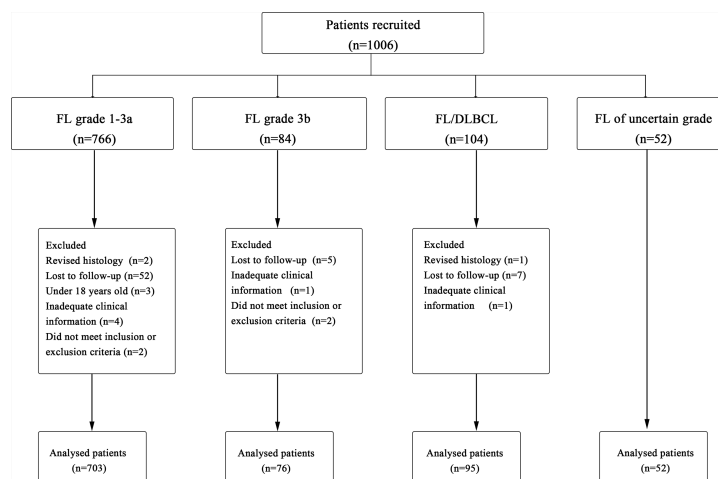 Patients recruited
(n=1006)
FL grade 1-3a
(n=766)
FL grade 3b
(n=84)
FL/DLBCL
(n=104)
FL of uncertain grade
(n=52)
Excluded
Revised histology (n=2)
Lost to follow-up (n=52)
Under 18 years old (n=3)
Inadequate clinical
information (n=4)
Did not meet inclusion or
exclusion criteria (n=2)
Excluded
Lost to follow-up (n=5)
Inadequate clinical
information (n=1)
Did not meet inclusion or
exclusion criteria (n=2)
Excluded
Revised histology (n=1)
Lost to follow-up (n=7)
Inadequate clinical
information (n=1)
Analysed patients
(n=703)
Analysed patients
(n=76)
Analysed patients
(n=95)
Analysed patients
(n=52)